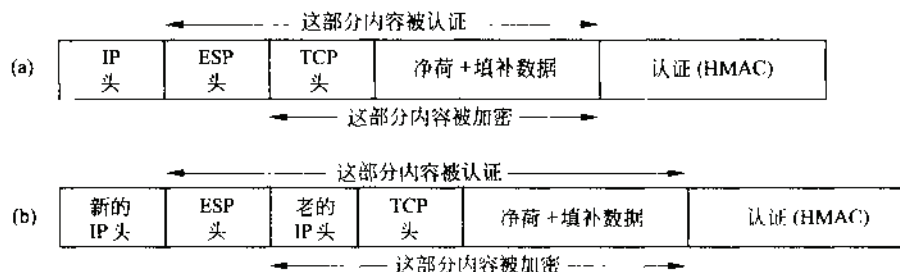 这部分内容被认证
(a)
IP
头
ESP
头
TCP
头
净荷+填补数据
认证(HMAC)
这部分内容被加密
这部分内容被认证
(b)
新的
IP头
ESP
头
老的
IP头
TCP
头
净荷+填补数据
认证(HMAC)
这部分内容被加密